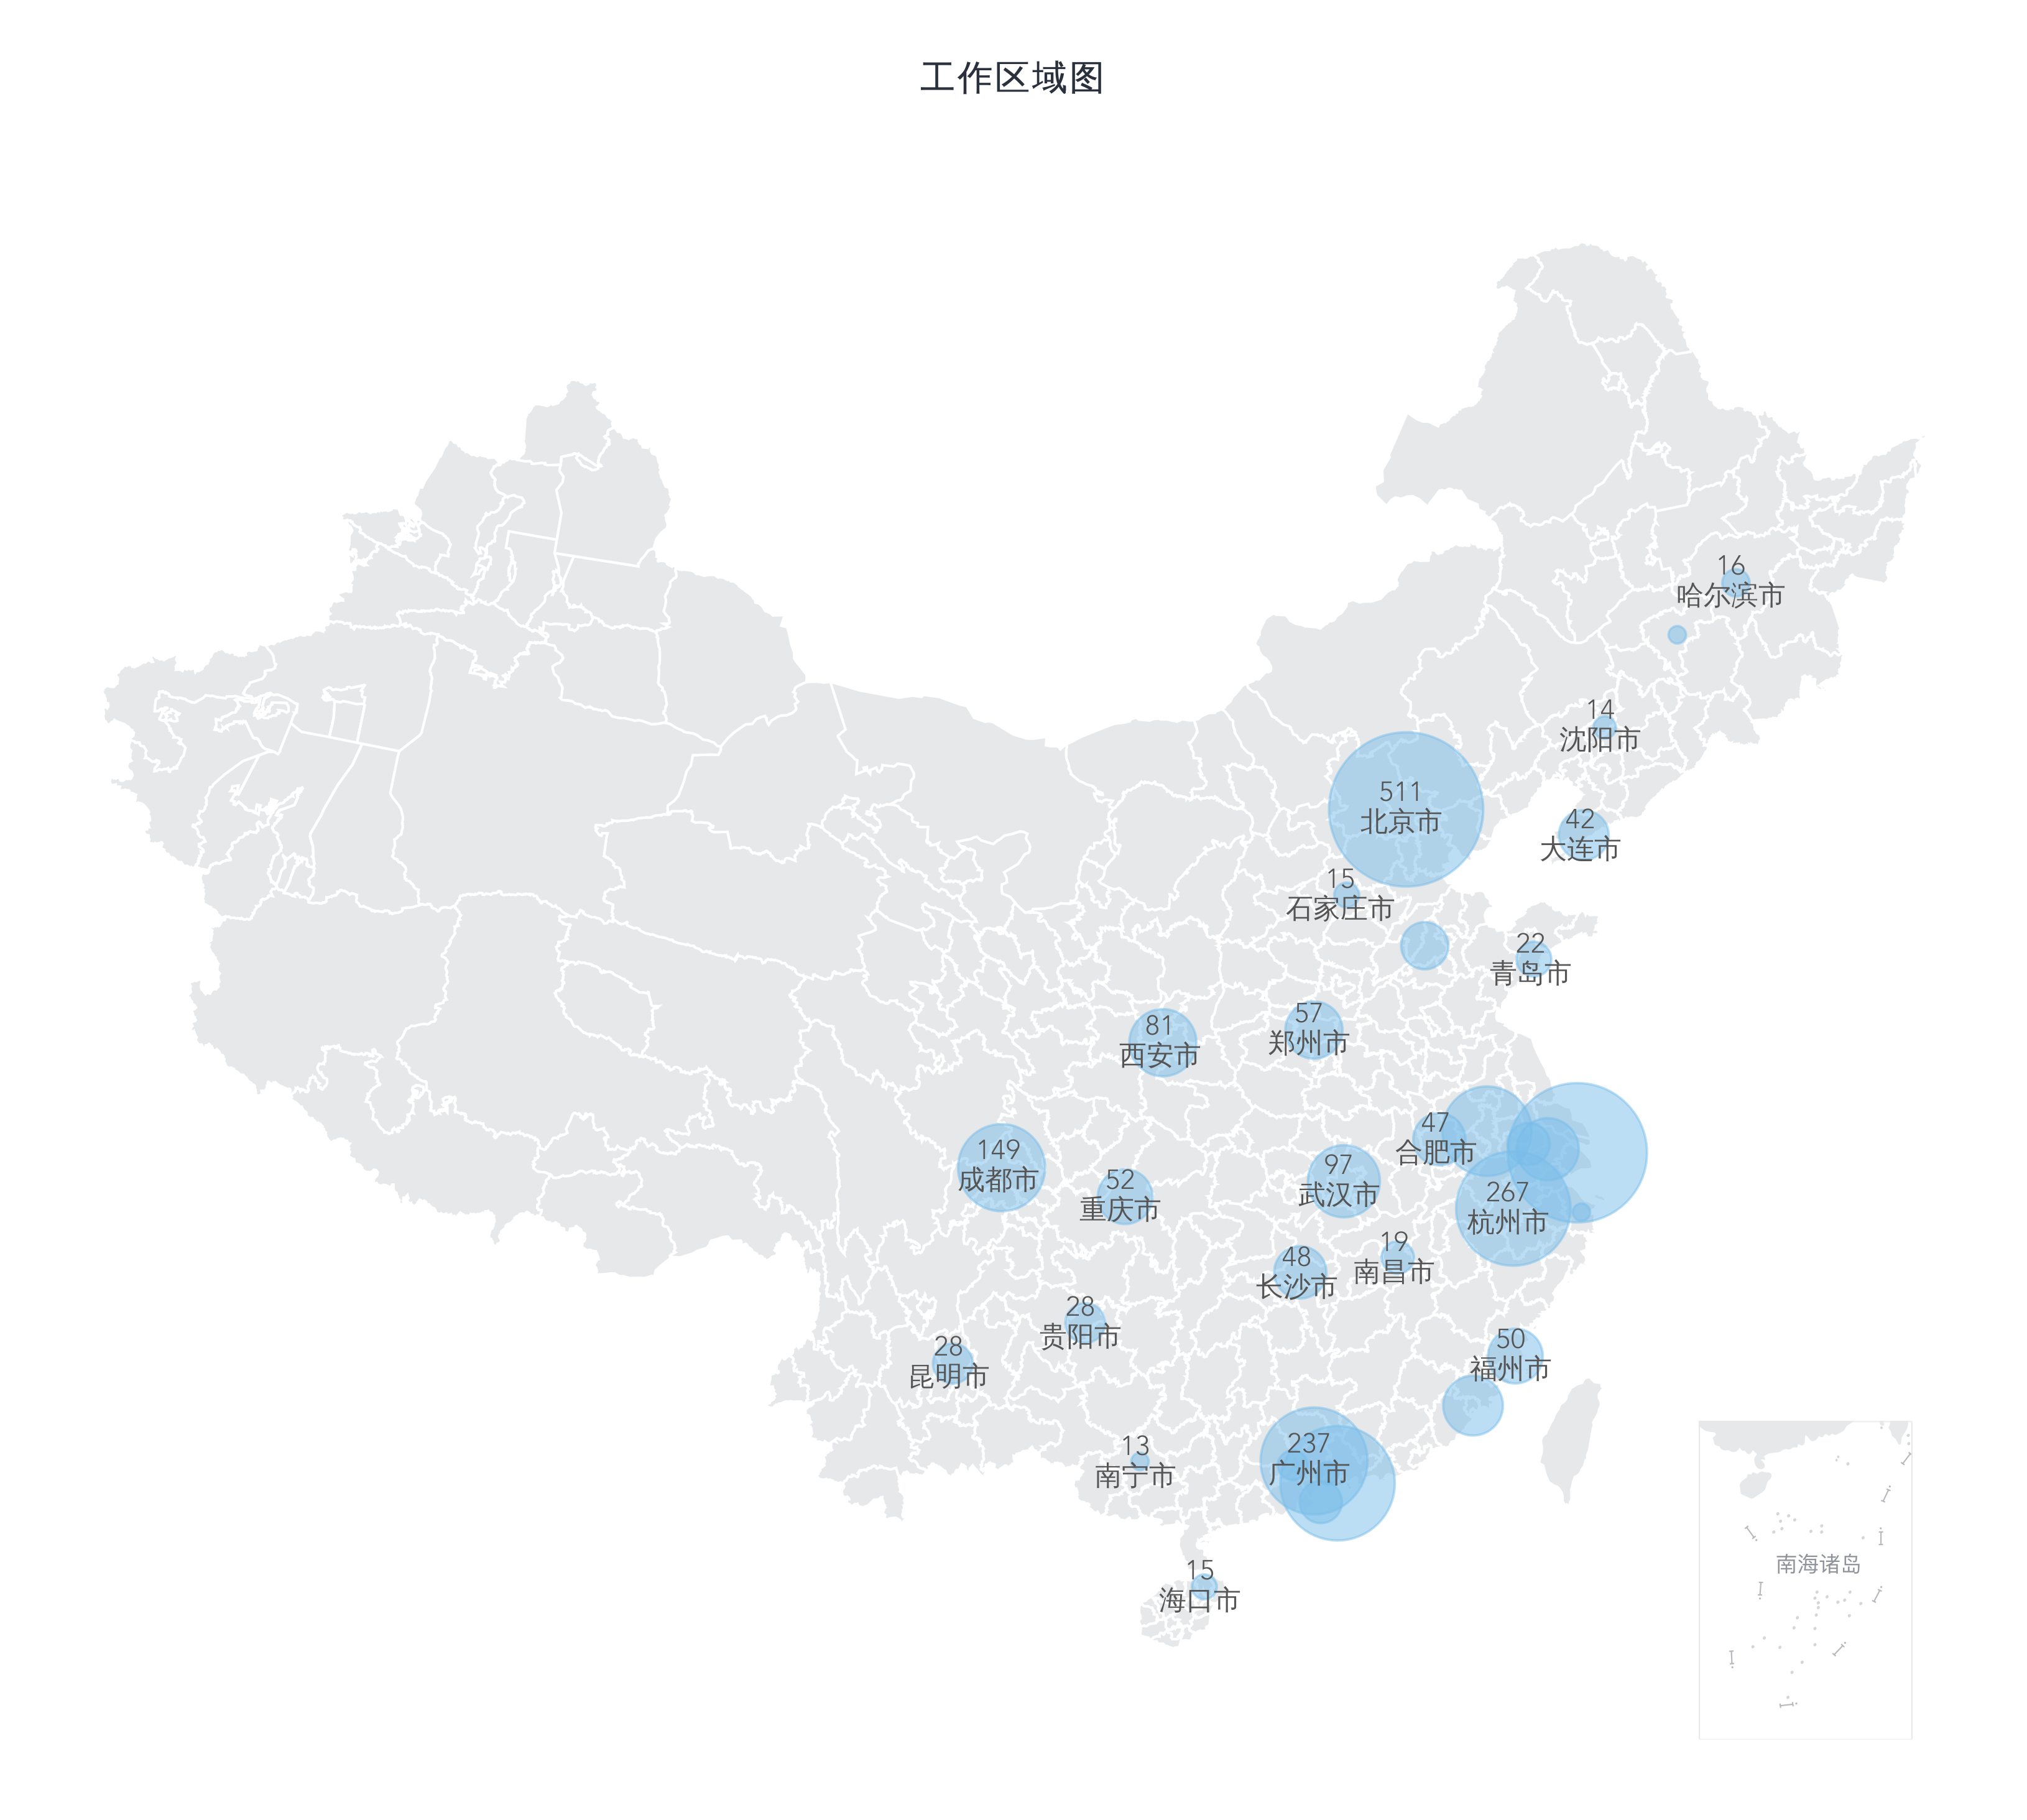 工作区域图
16
哈尔滨市
14
沈阳市
511
北京市
42
大连市
15
石家庄市
22
青岛市
57
郑州市
81
西安市
47
合肥市
149
成都市
52
重庆市
97
武汉市
267
杭州市
19
南昌市
48
长沙市
28
贵阳市
50
福州市
28
昆明市
237
广州市
13
南宁市
南海诸岛
15
海口市